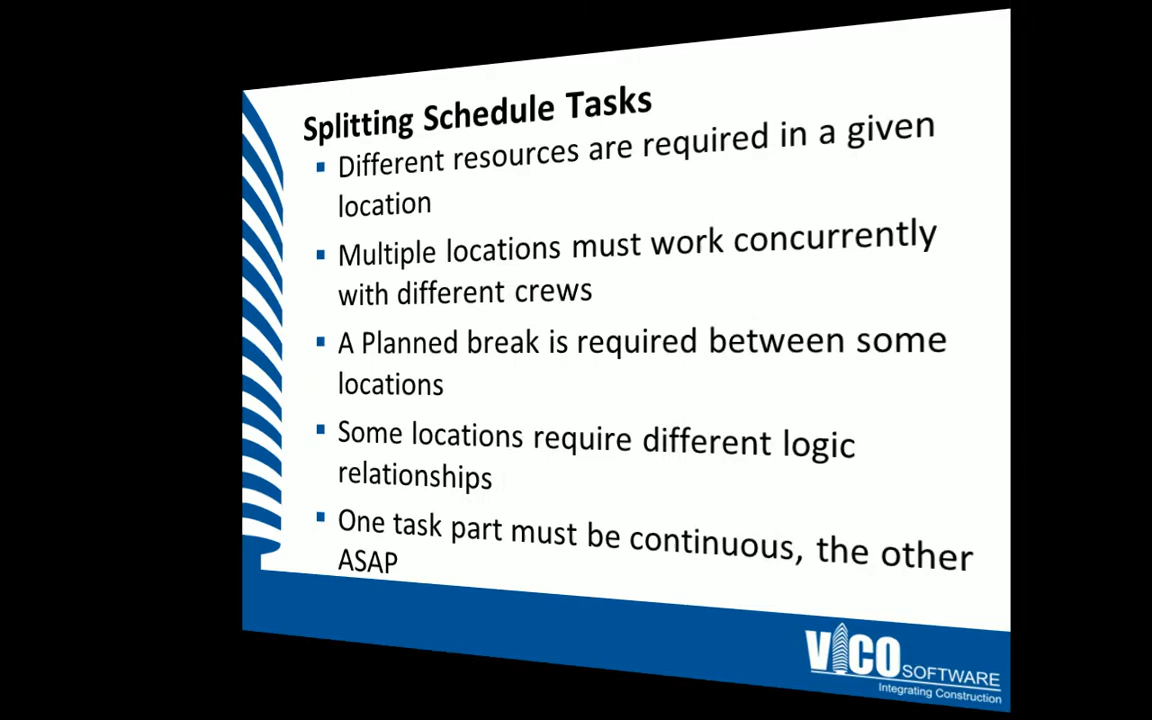 Splitting Schedule Tasks
Different resources are required in a given
location
Multiple locations must work concurrently
with different crews
A Planned break is required between some
locations
Some locations require different logic
relationships
One task part must be continuous, the other
ASAP
VICO SOFTWARE
Integrating Construction